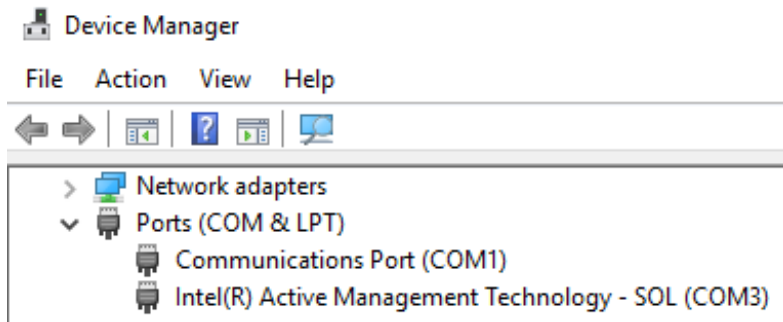 Device Manager
File Action View Help
Network adapters
Ports (COM & LPT)
Communications Port (COM1)
Intel(R) Active Management Technology - SOL (COM3)